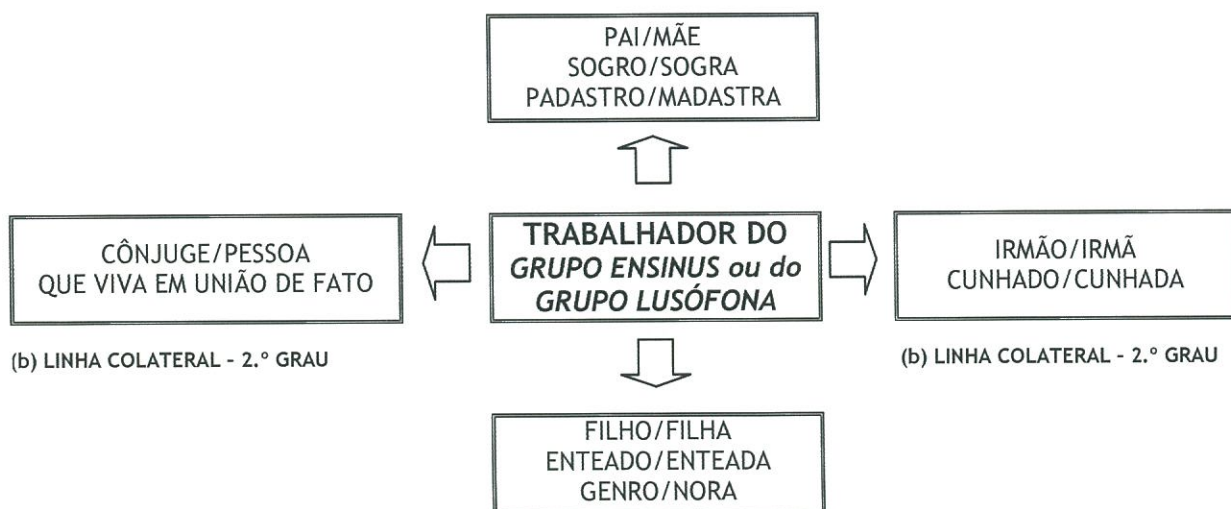 PAI/MÃE
SOGRO/SOGRA
PADASTRO/MADASTRA
CÔNJUGE/PESSOA
QUE VIVA EM UNIÃO DE FATO
(b) LINHA COLATERAL - 2.º GRAU
TRABALHADOR DO
GRUPO ENSINUS ou do
GRUPO LUSÓFONA
IRMÃO/IRMÃ
CUNHADO/CUNHADA
(b) LINHA COLATERAL - 2.º GRAU
FILHO/FILHA
ENTEADO/ENTEADA
GENRO/NORA